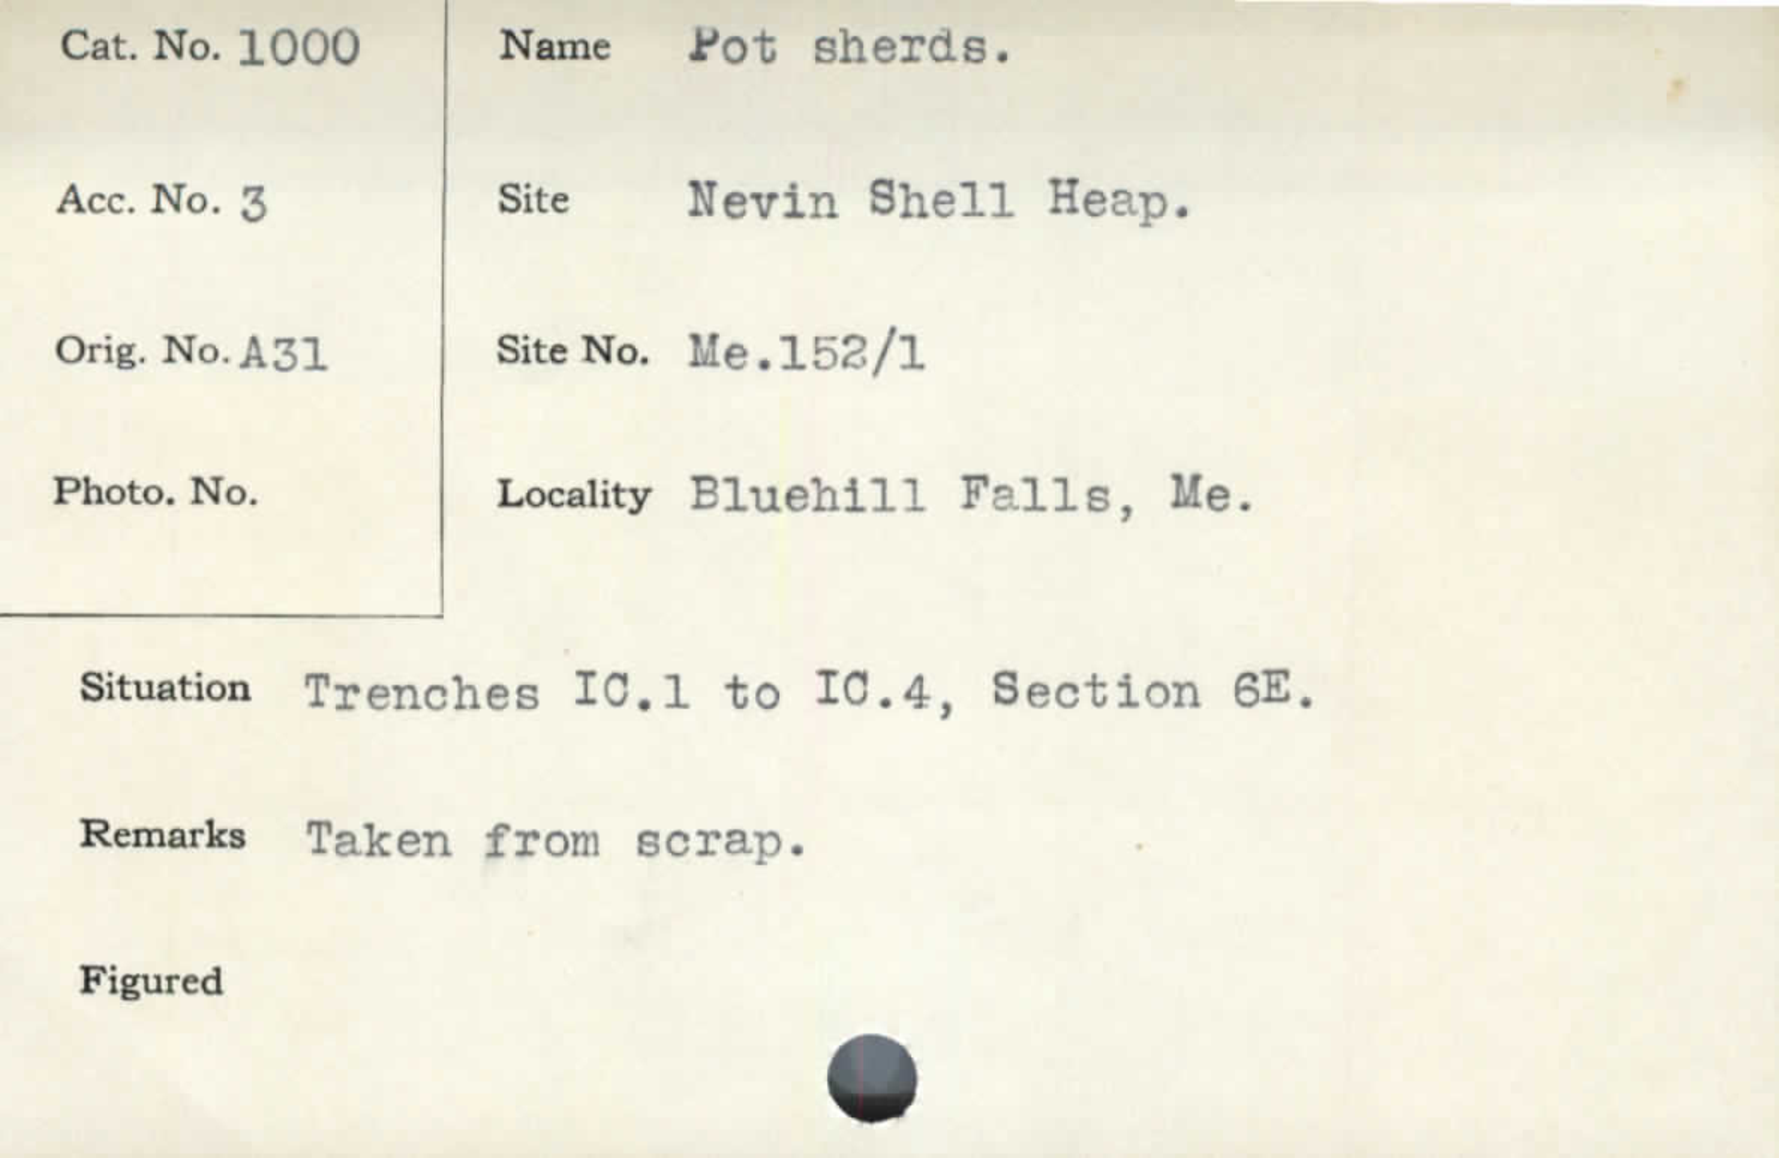 Cat. No. 1000
Name Pot sherds.
Acc. No. 3
Site Nevin Shell Heap.
Orig. No. A31
Site No. Me.152/1
Photo. No.
Locality Bluehill Falls, Me.
Situation Trenches IC.1 to IC.4, Section 6E.
Remarks Taken from scrap.
Figured